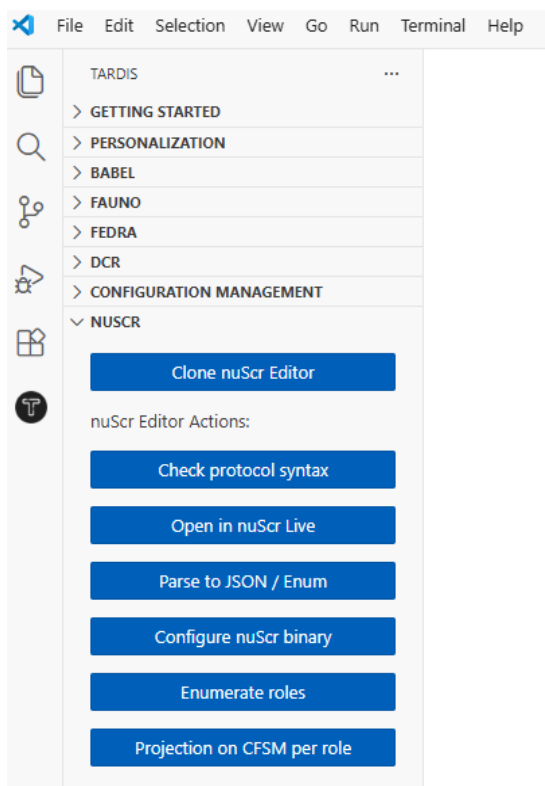 File Edit Selection View Go Run Terminal Help
TARDIS ...
GETTING STARTED
PERSONALIZATION
BABEL
FAUNO
FEDRA
DCR
CONFIGURATION MANAGEMENT
NUSCR
Clone nuScr Editor
nuScr Editor Actions:
Check protocol syntax
Open in nuScr Live
Parse to JSON / Enum
Configure nuScr binary
Enumerate roles
Projection on CFSM per role
T